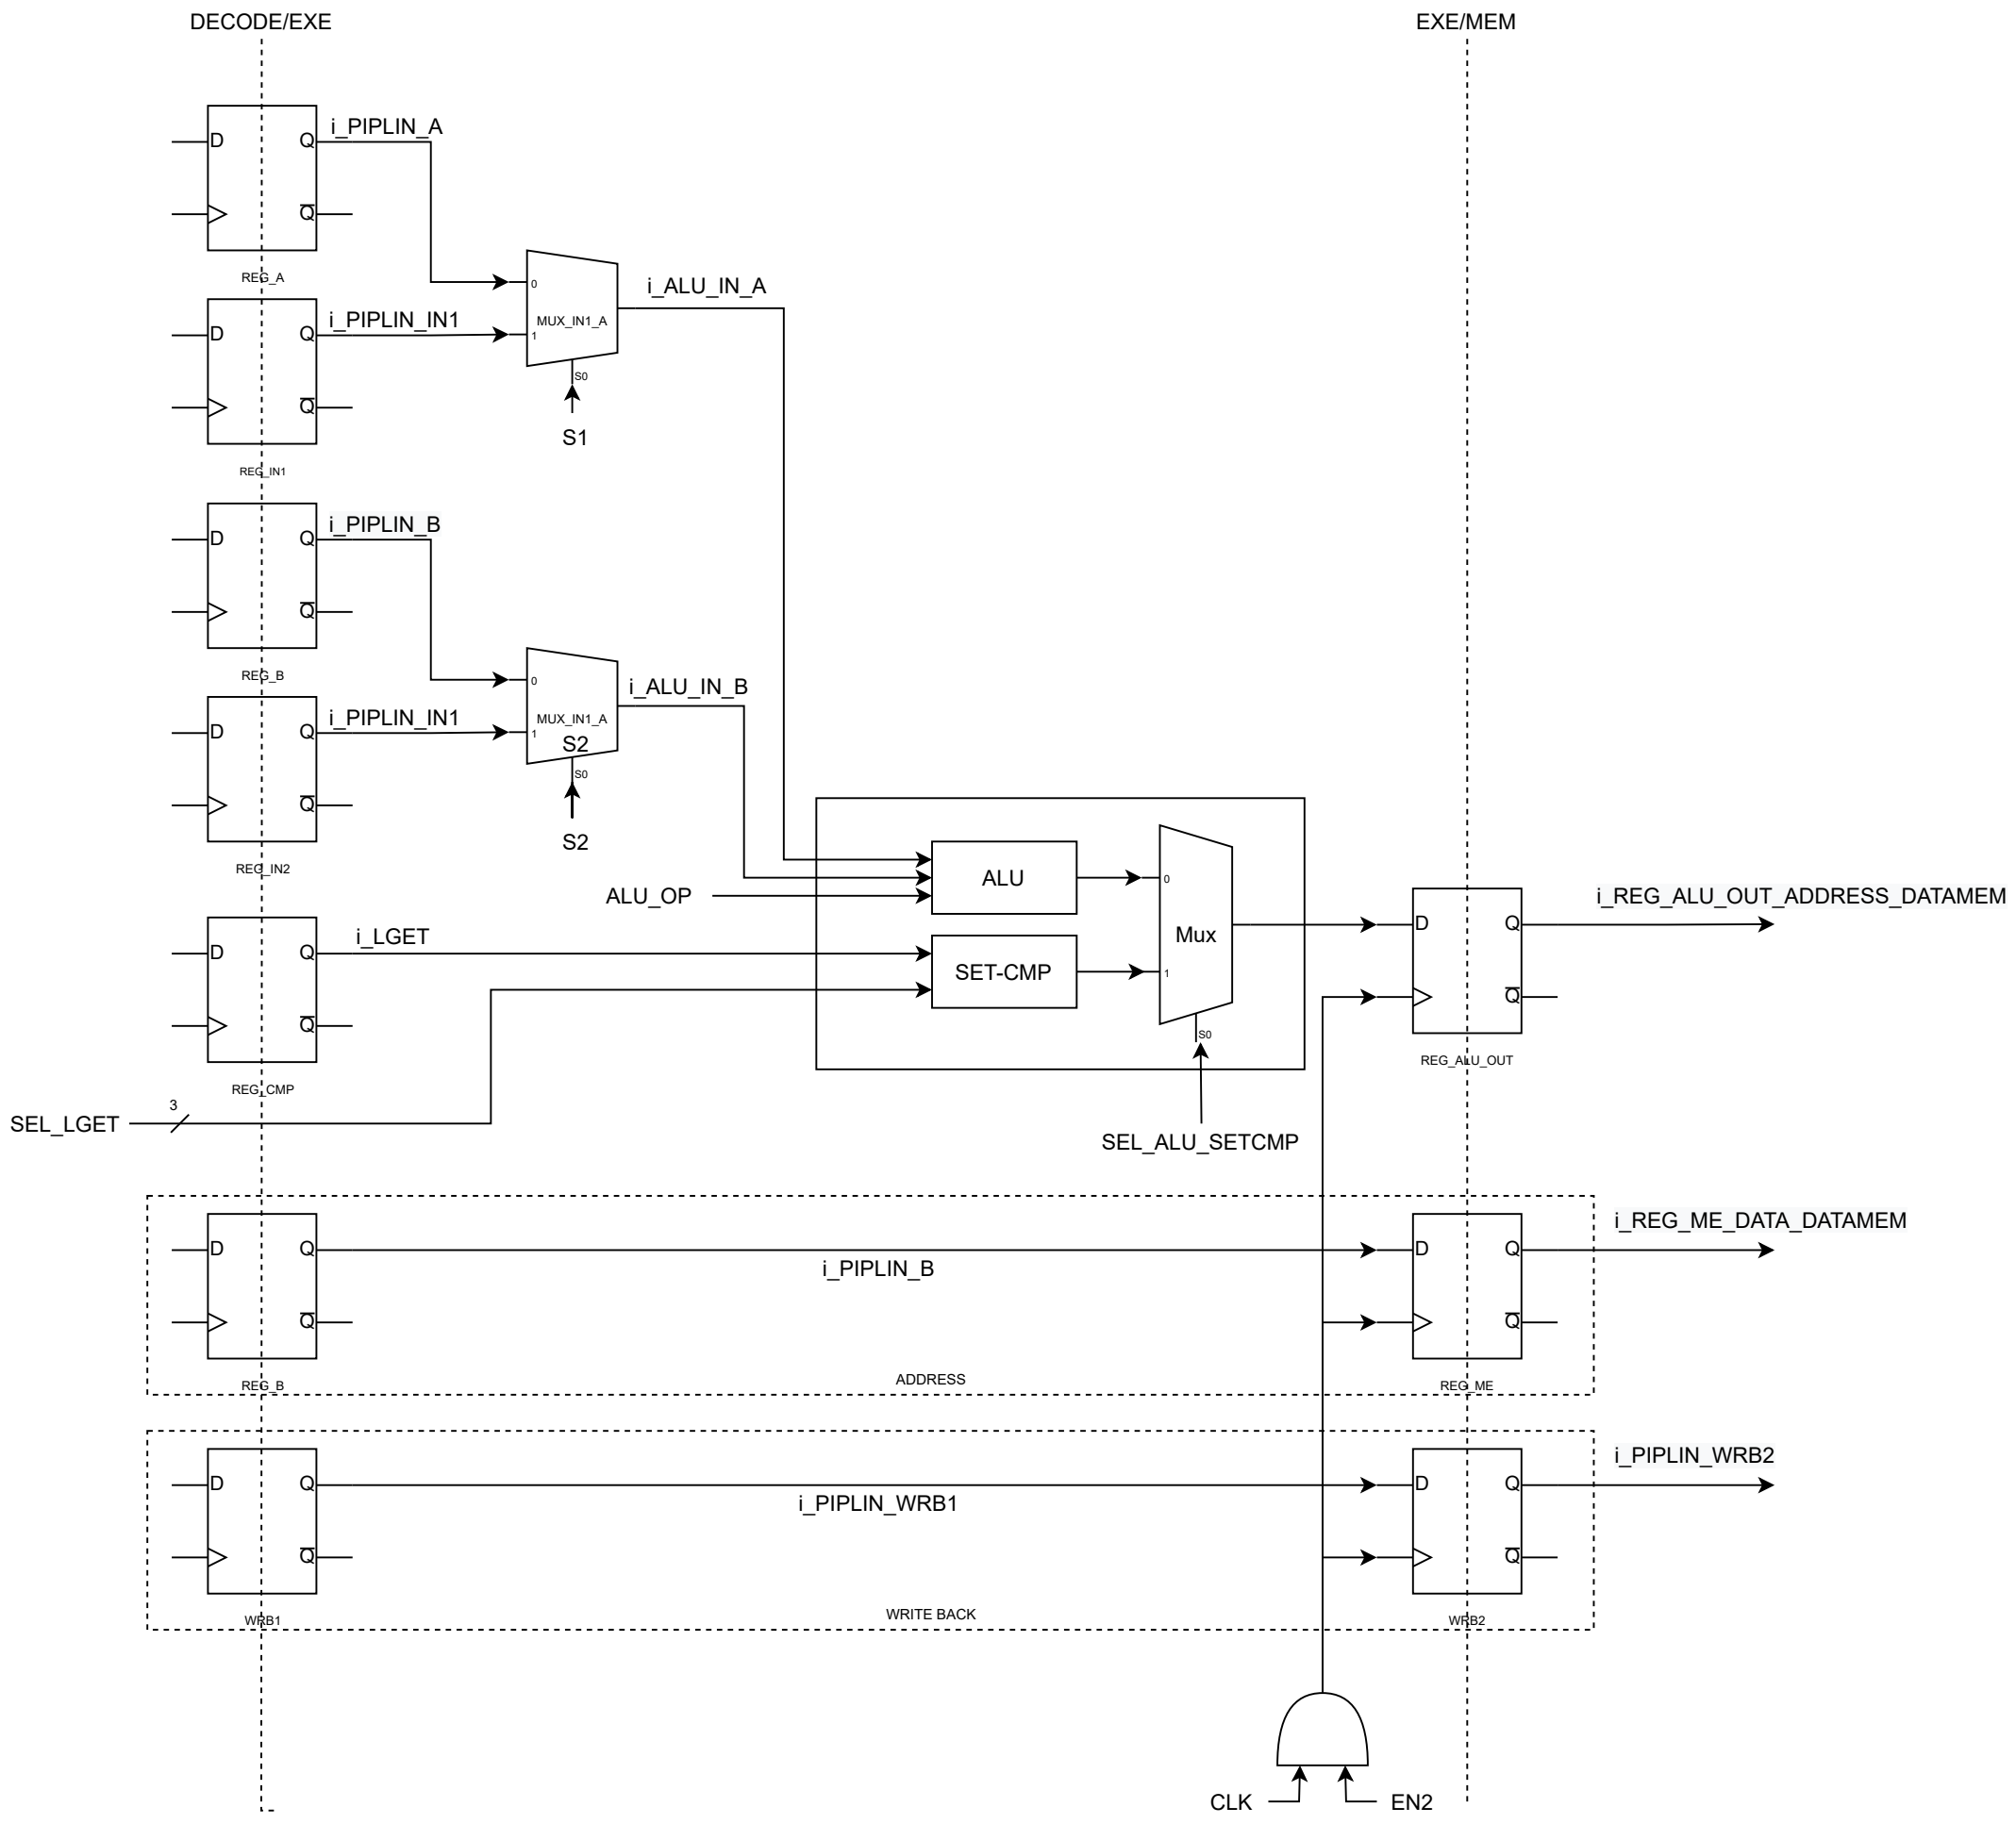 DECODE/EXE
EXE/MEM
D
Q
Q
i_PIPLIN_A
REG_A
D
Q
Q
i_PIPLIN_IN1
REG_IN1
0
MUX_IN1_A
1
S0
S1
i_ALU_IN_A
D
Q
Q
i_PIPLIN_B
REG_B
D
Q
Q
i_PIPLIN_IN1
REG_IN2
0
MUX_IN1_A
1
S2
S0
S2
i_ALU_IN_B
ALU_OP
ALU
SET-CMP
0
Mux
1
S0
SEL_ALU_SETCMP
D
Q
Q
i_LGET
REG_CMP
SEL_LGET
3
D
Q
Q
REG_ALU_OUT
i_REG_ALU_OUT_ADDRESS_DATAMEM
D
Q
Q
REG_B
i_PIPLIN_B
ADDRESS
D
Q
Q
REG_ME
i_REG_ME_DATA_DATAMEM
D
Q
Q
WRB1
i_PIPLIN_WRB1
WRITE BACK
D
Q
Q
WRB2
i_PIPLIN_WRB2
CLK
EN2